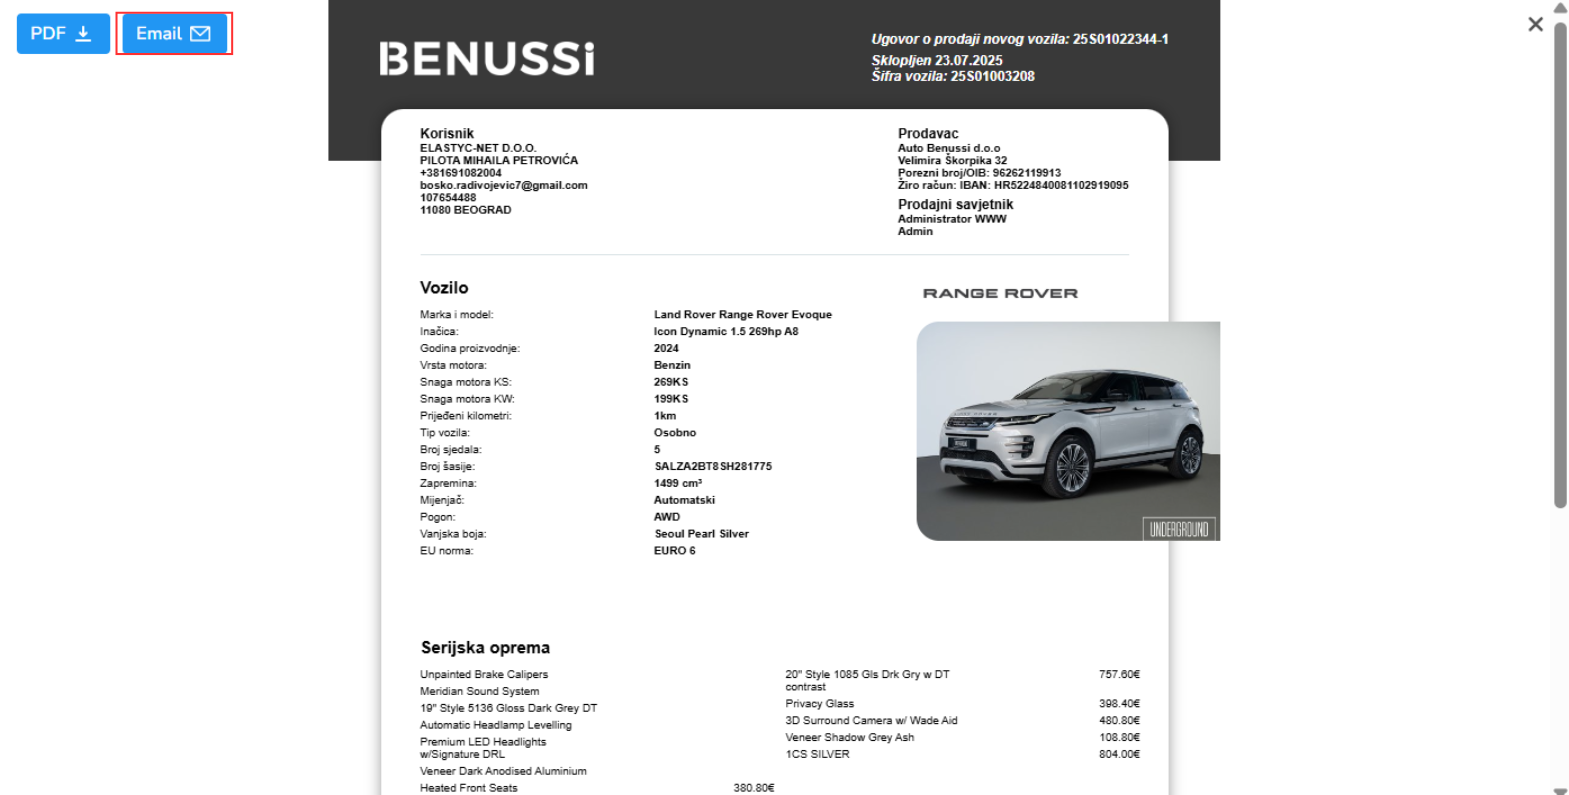 PDF
Email
BENUSSi
Ugovor o prodaji novog vozila: 25S01022344-1
Sklopljen 23.07.2025
Šifra vozila: 25S01003208
Korisnik
ELASTYC-NET D.O.O.
PILOTA MIHAILA PETROVIĆA
+381691082004
bosko.radivojevic7@gmail.com
107654488
11080 BEOGRAD
Prodavac
Auto Benussi d.o.o
Velimira Škorpika 32
Porezni broj/OIB: 96262119913
Žiro račun: IBAN: HR5224840081102919095
Prodajni savjetnik
Administrator WWW
Admin
Vozilo
Marka i model: Land Rover Range Rover Evoque
Inačica: Icon Dynamic 1.5 269hp A8
Godina proizvodnje: 2024
Vrsta motora: Benzin
Snaga motora KS: 269KS
Snaga motora KW: 199KS
Prijeđeni kilometri: 1km
Tip vozila: Osobno
Broj sjedala: 5
Broj šasije: SALZA2BT8SH281775
Zapremina: 1499 cm³
Mijenjač: Automatski
Pogon: AWD
Vanjska boja: Seoul Pearl Silver
EU norma: EURO 6
RANGE ROVER
UNDERGROUND
Serijska oprema
Unpainted Brake Calipers
Meridian Sound System
19" Style 5136 Gloss Dark Grey DT
Automatic Headlamp Levelling
Premium LED Headlights
w/Signature DRL
Veneer Dark Anodised Aluminium
Heated Front Seats 380.80€
20" Style 1085 Gls Drk Gry w DT 757.60€
contrast
Privacy Glass 398.40€
3D Surround Camera w/ Wade Aid 480.80€
Veneer Shadow Grey Ash 108.80€
1CS SILVER 804.00€